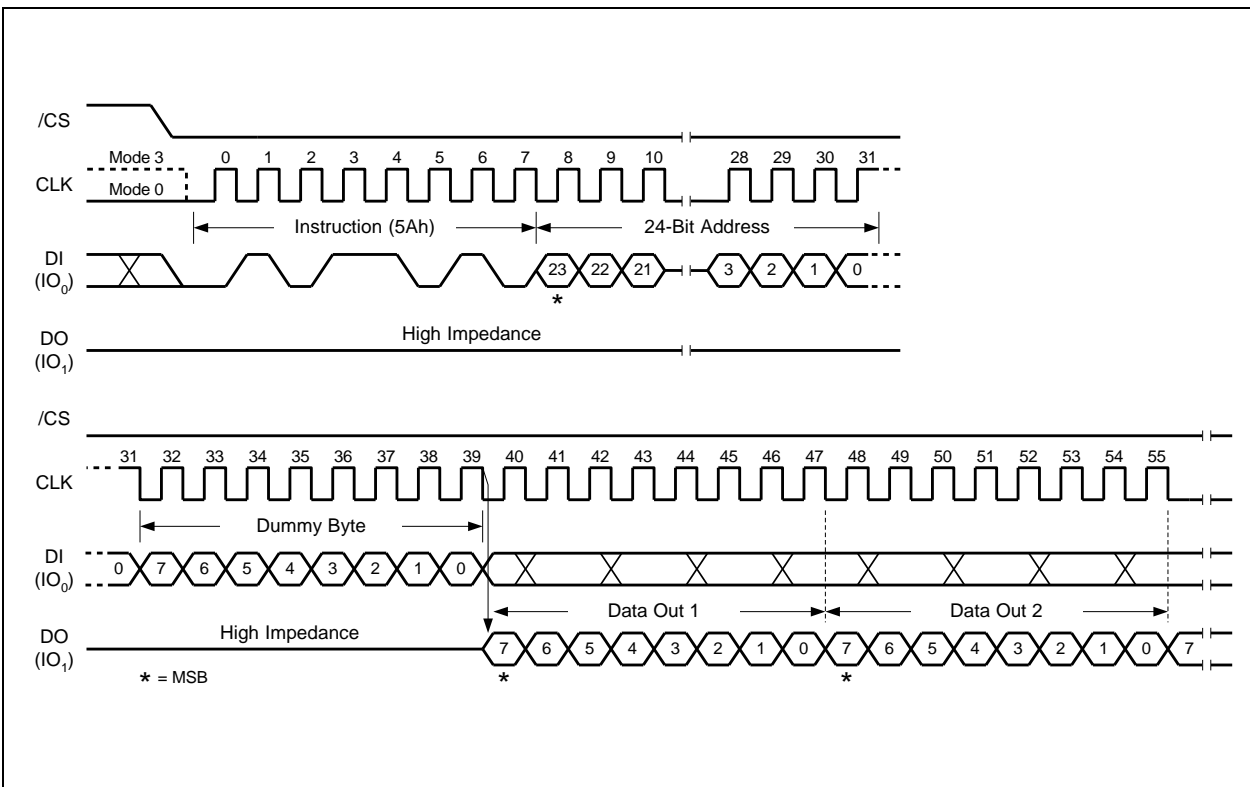 /CS
Mode 3 0 1 2 3 4 5 6 7 8 9 10 28 29 30 31
CLK
Mode 0
Instruction (5Ah) 24-Bit Address
DI
(IO0)
23 22 21 3 2 1 0
*
High Impedance
DO
(IO1)
/CS
31 32 33 34 35 36 37 38 39 40 41 42 43 44 45 46 47 48 49 50 51 52 53 54 55
CLK
Dummy Byte
DI
(IO0)
0 7 6 5 4 3 2 1 0
Data Out 1 Data Out 2
High Impedance
DO
(IO1)
7 6 5 4 3 2 1 0 7 6 5 4 3 2 1 0 7
* = MSB * *